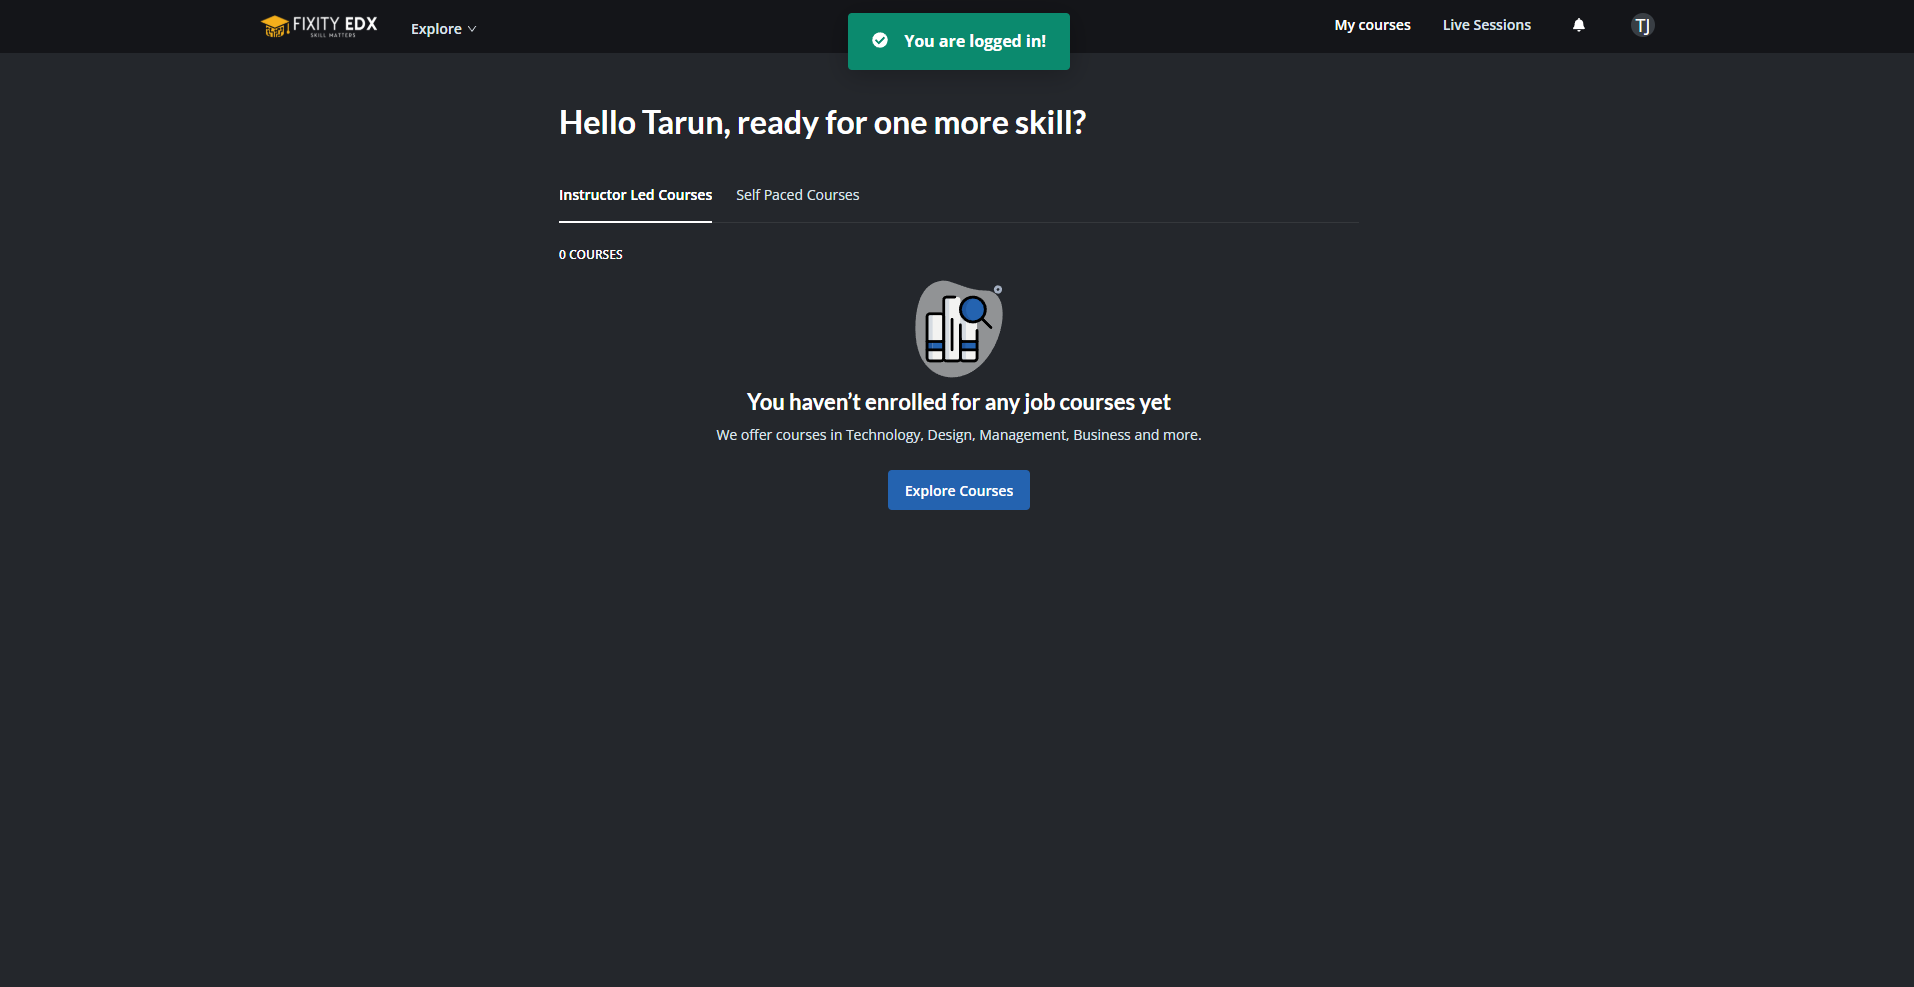 FIXITY EDX
SKILL MATTERS
Explore
You are logged in!
My courses
Live Sessions
TJ
Hello Tarun, ready for one more skill?
Instructor Led Courses
Self Paced Courses
0 COURSES
You haven’t enrolled for any job courses yet
We offer courses in Technology, Design, Management, Business and more.
Explore Courses